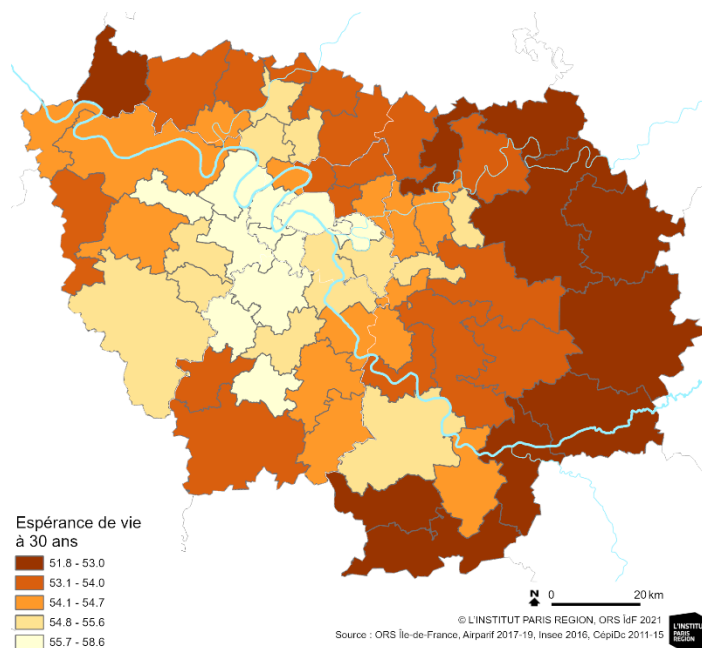 Espérance de vie
à 30 ans
51.8 - 53.0
53.1 - 54.0
54.1 - 54.7
54.8 - 55.6
55.7 - 58.6
N 0 20 km
© L'INSTITUT PARIS REGION, ORS ÎdF 2021
Source : ORS Île-de-France, Airparif 2017-19, Insee 2016, CépiDc 2011-15
L'INSTITUT
PARIS
REGION